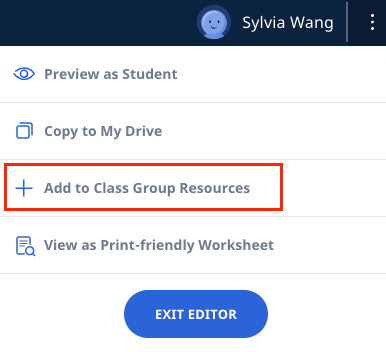 Sylvia Wang
Preview as Student
Copy to My Drive
Add to Class Group Resources
View as Print-friendly Worksheet
EXIT EDITOR